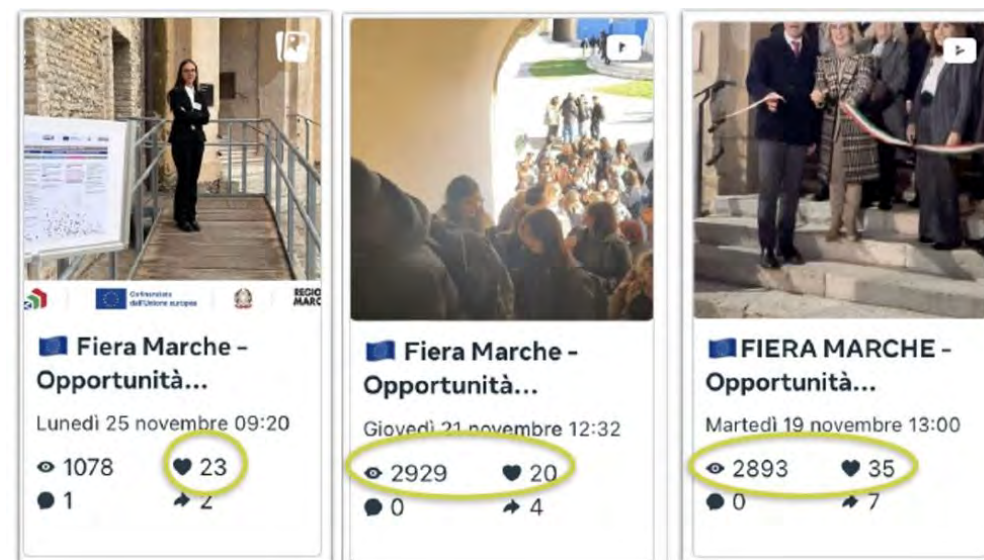 Cofinanziato
dall'Unione europea
REGIO
MARC
Fiera Marche -
Opportunità...
Lunedì 25 novembre 09:20
1078 23
1 2
Fiera Marche -
Opportunità...
Giovedì 21 novembre 12:32
2929 20
0 4
FIERA MARCHE -
Opportunità...
Martedì 19 novembre 13:00
2893 35
0 7